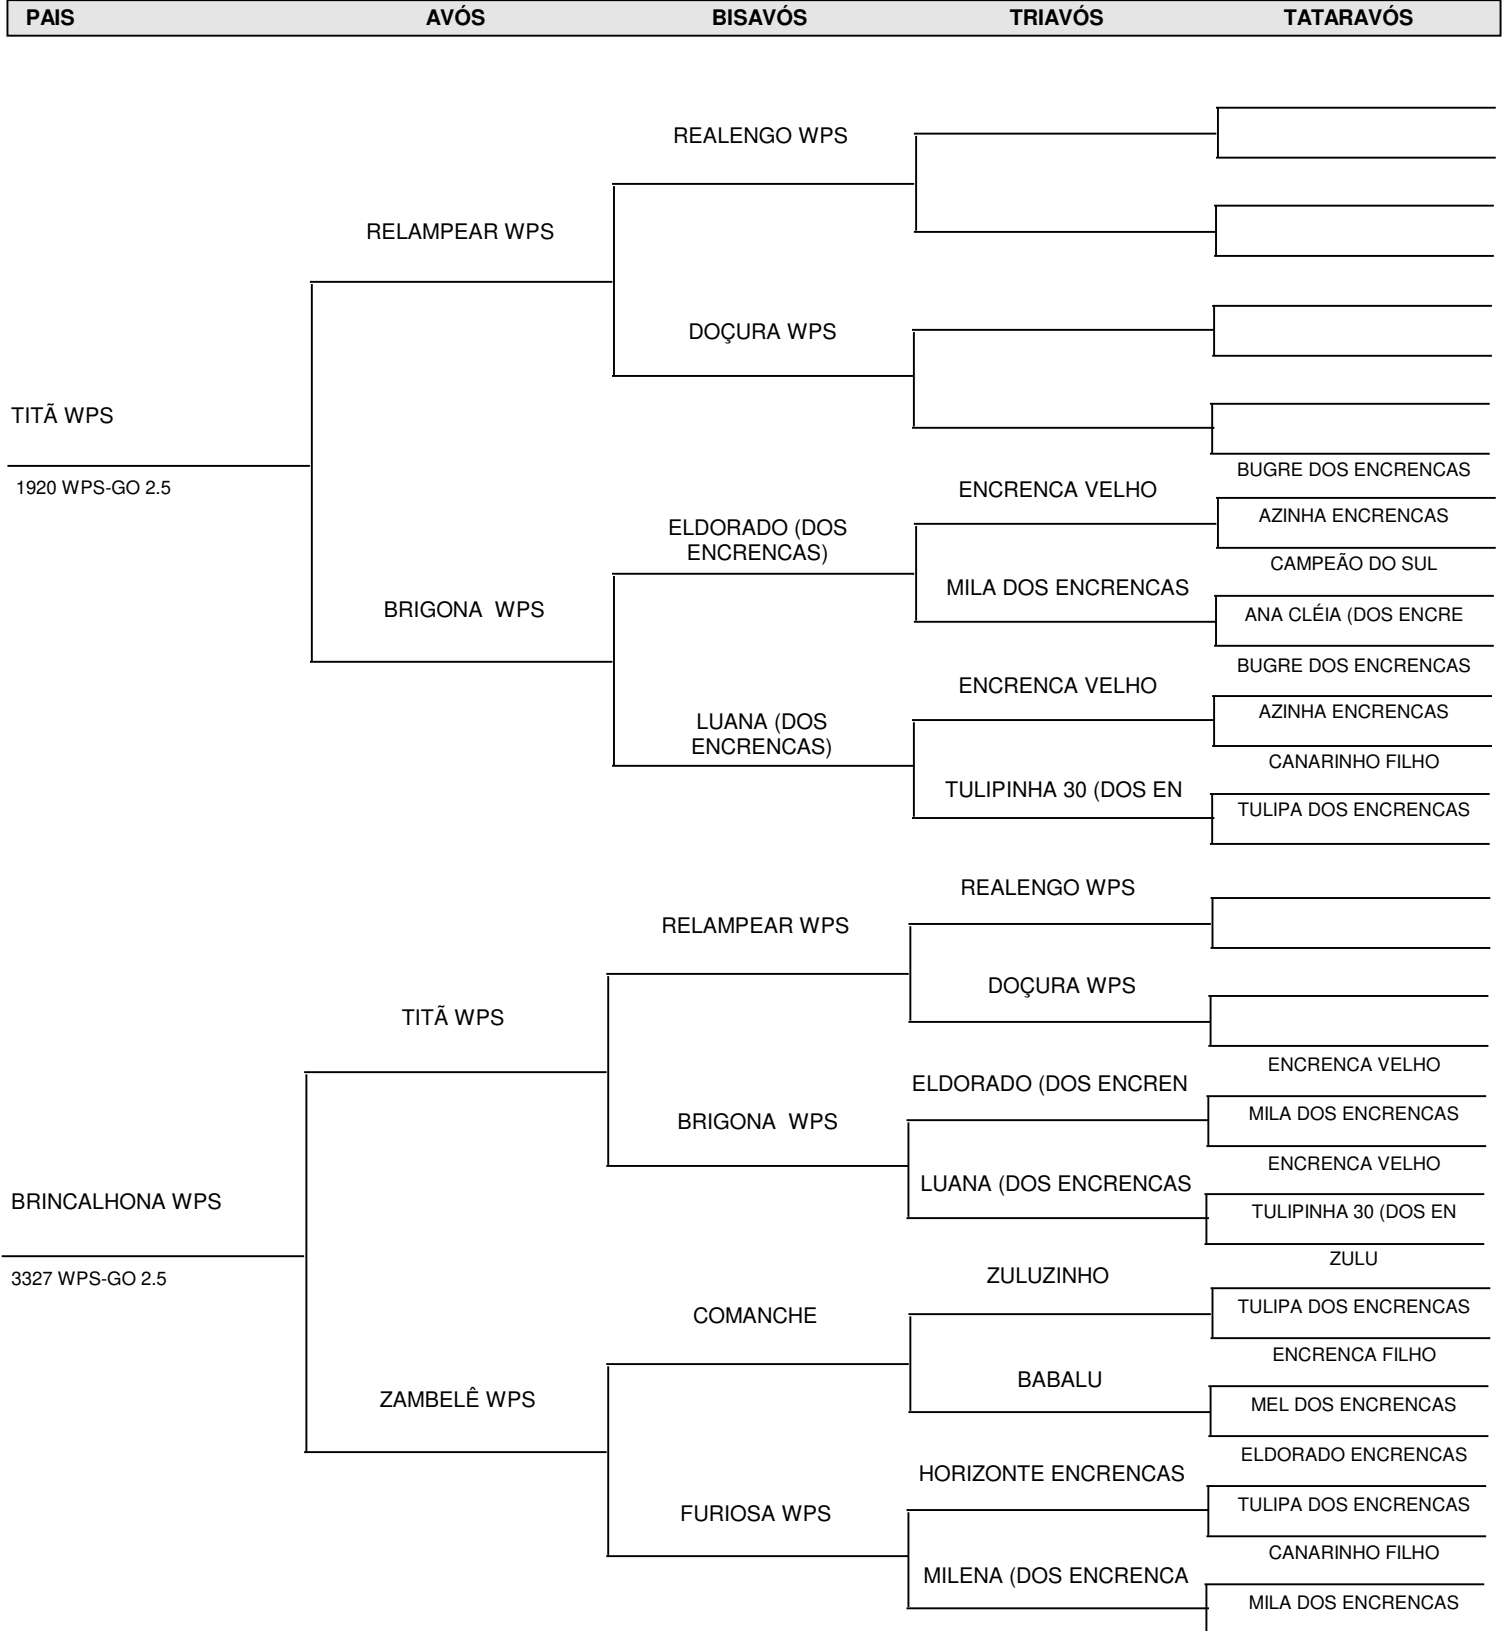 PAIS AVÓS BISAVÓS TRIAVÓS TATARAVÓS
REALENGO WPS
RELAMPEAR WPS
DOÇURA WPS
TITÃ WPS
1920 WPS-GO 2.5
BUGRE DOS ENCRENCAS
ENCRENCA VELHO
AZINHA ENCRENCAS
ELDORADO (DOS
ENCRENCAS)
CAMPEÃO DO SUL
MILA DOS ENCRENCAS
BRIGONA  WPS
ANA CLÉIA (DOS ENCRE
BUGRE DOS ENCRENCAS
ENCRENCA VELHO
AZINHA ENCRENCAS
LUANA (DOS
ENCRENCAS)
CANARINHO FILHO
TULIPINHA 30 (DOS EN
TULIPA DOS ENCRENCAS
REALENGO WPS
RELAMPEAR WPS
DOÇURA WPS
TITÃ WPS
ENCRENCA VELHO
ELDORADO (DOS ENCREN
MILA DOS ENCRENCAS
BRIGONA  WPS
ENCRENCA VELHO
LUANA (DOS ENCRENCAS
BRINCALHONA WPS
TULIPINHA 30 (DOS EN
3327 WPS-GO 2.5
ZULU
ZULUZINHO
TULIPA DOS ENCRENCAS
COMANCHE
ENCRENCA FILHO
BABALU
ZAMBELÊ WPS
MEL DOS ENCRENCAS
ELDORADO ENCRENCAS
HORIZONTE ENCRENCAS
TULIPA DOS ENCRENCAS
FURIOSA WPS
CANARINHO FILHO
MILENA (DOS ENCRENCA
MILA DOS ENCRENCAS